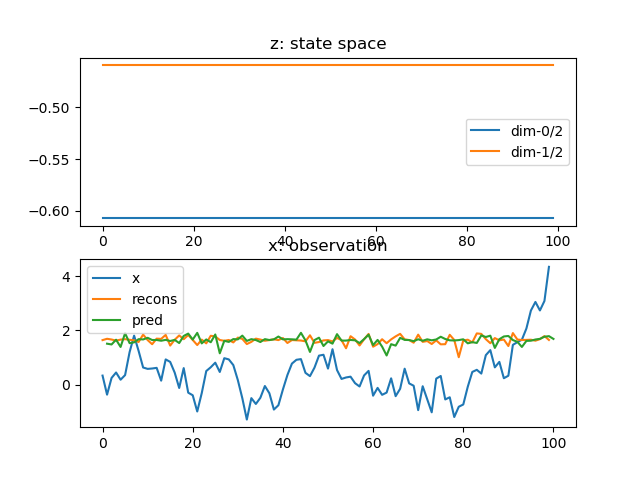 z: state space
−0.50
−0.55
−0.60
dim-0/2
dim-1/2
0 20 40 60 80 100
x: observation
4
2
0
x
recons
pred
0 20 40 60 80 100